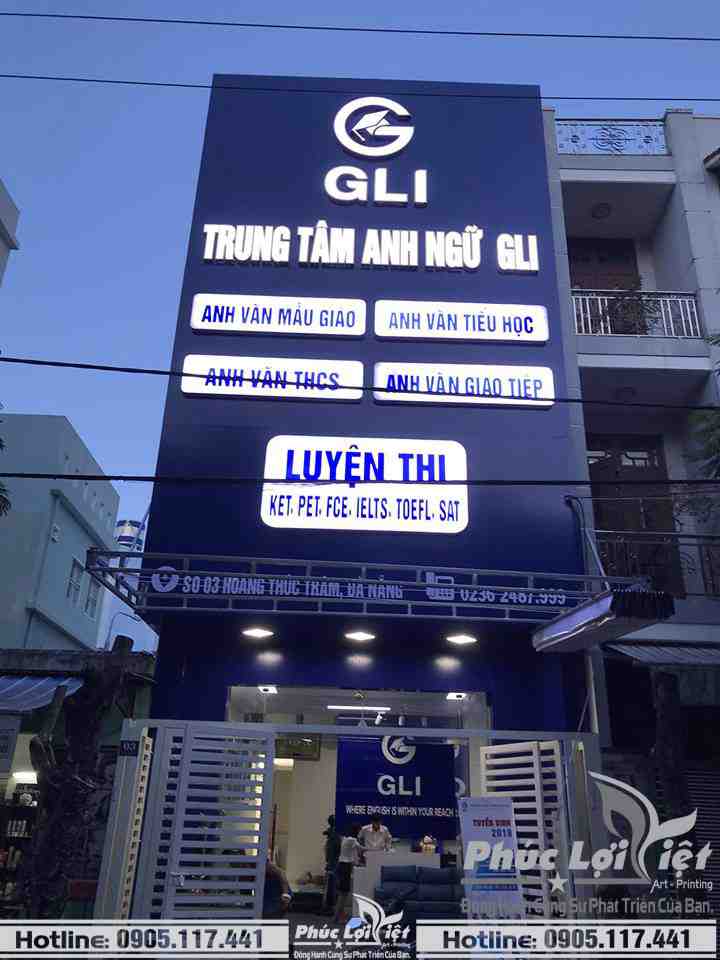 GLI
TRUNG TÂM ANH NGỮ GLI
ANH VĂN MẪU GIAO
ANH VĂN TIỂU HỌC
ANH VĂN THCS
ANH VĂN GIAO TIẾP
LUYỆN THI
KET, PET, FCE, IELTS, TOEFL, SAT
SỐ 03 HOÀNG THÚC TRÂM, ĐÀ NẴNG
0236 2487.999
03
GLI
WHERE ENGLISH IS WITHIN YOUR REACH
TUYỂN SINH
2019
Phúc Lợi Việt
Art - Printing
Đồng Hành Cùng Sự Phát Triển Của Bạn.
Hotline: 0905.117.441
Phúc Lợi Việt
Art - Printing
Đồng Hành Cùng Sự Phát Triển Của Bạn.
Hotline: 0905.117.441